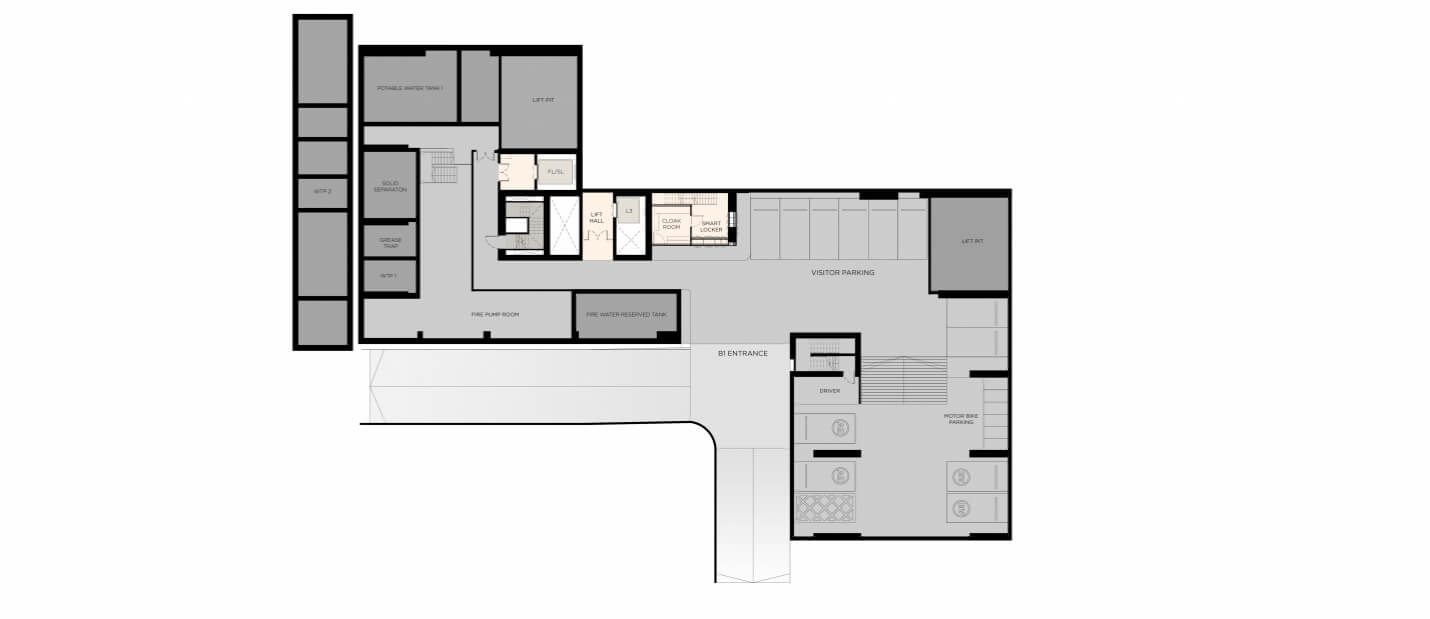 POTABLE WATER TANK 1
LIFT PIT
FL/SL
SOLID
SEPARATON
WTP 2
LIFT
HALL
L3
CLOAK
ROOM
SMART
LOCKER
GREASE
TRAP
LIFT PIT
WTP 1
VISITOR PARKING
FIRE PUMP ROOM
FIRE WATER-RESERVED TANK
B1 ENTRANCE
DRIVER
MOTOR BIKE
PARKING